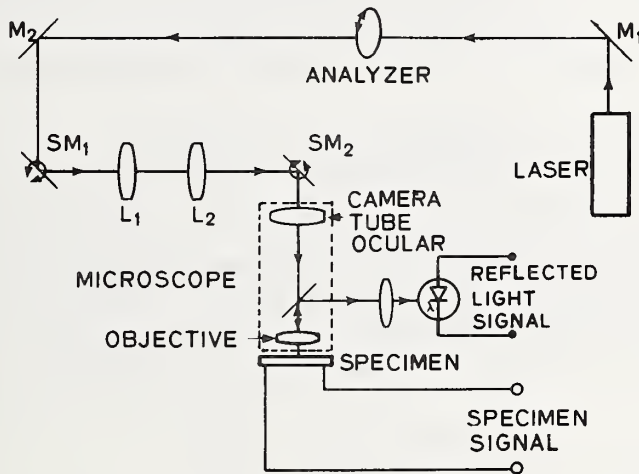 M₂
M₁
ANALYZER
SM₁
SM₂
LASER
L₁
L₂
CAMERA
TUBE
OCULAR
MICROSCOPE
REFLECTED
LIGHT
SIGNAL
λ
OBJECTIVE
SPECIMEN
SPECIMEN
SIGNAL